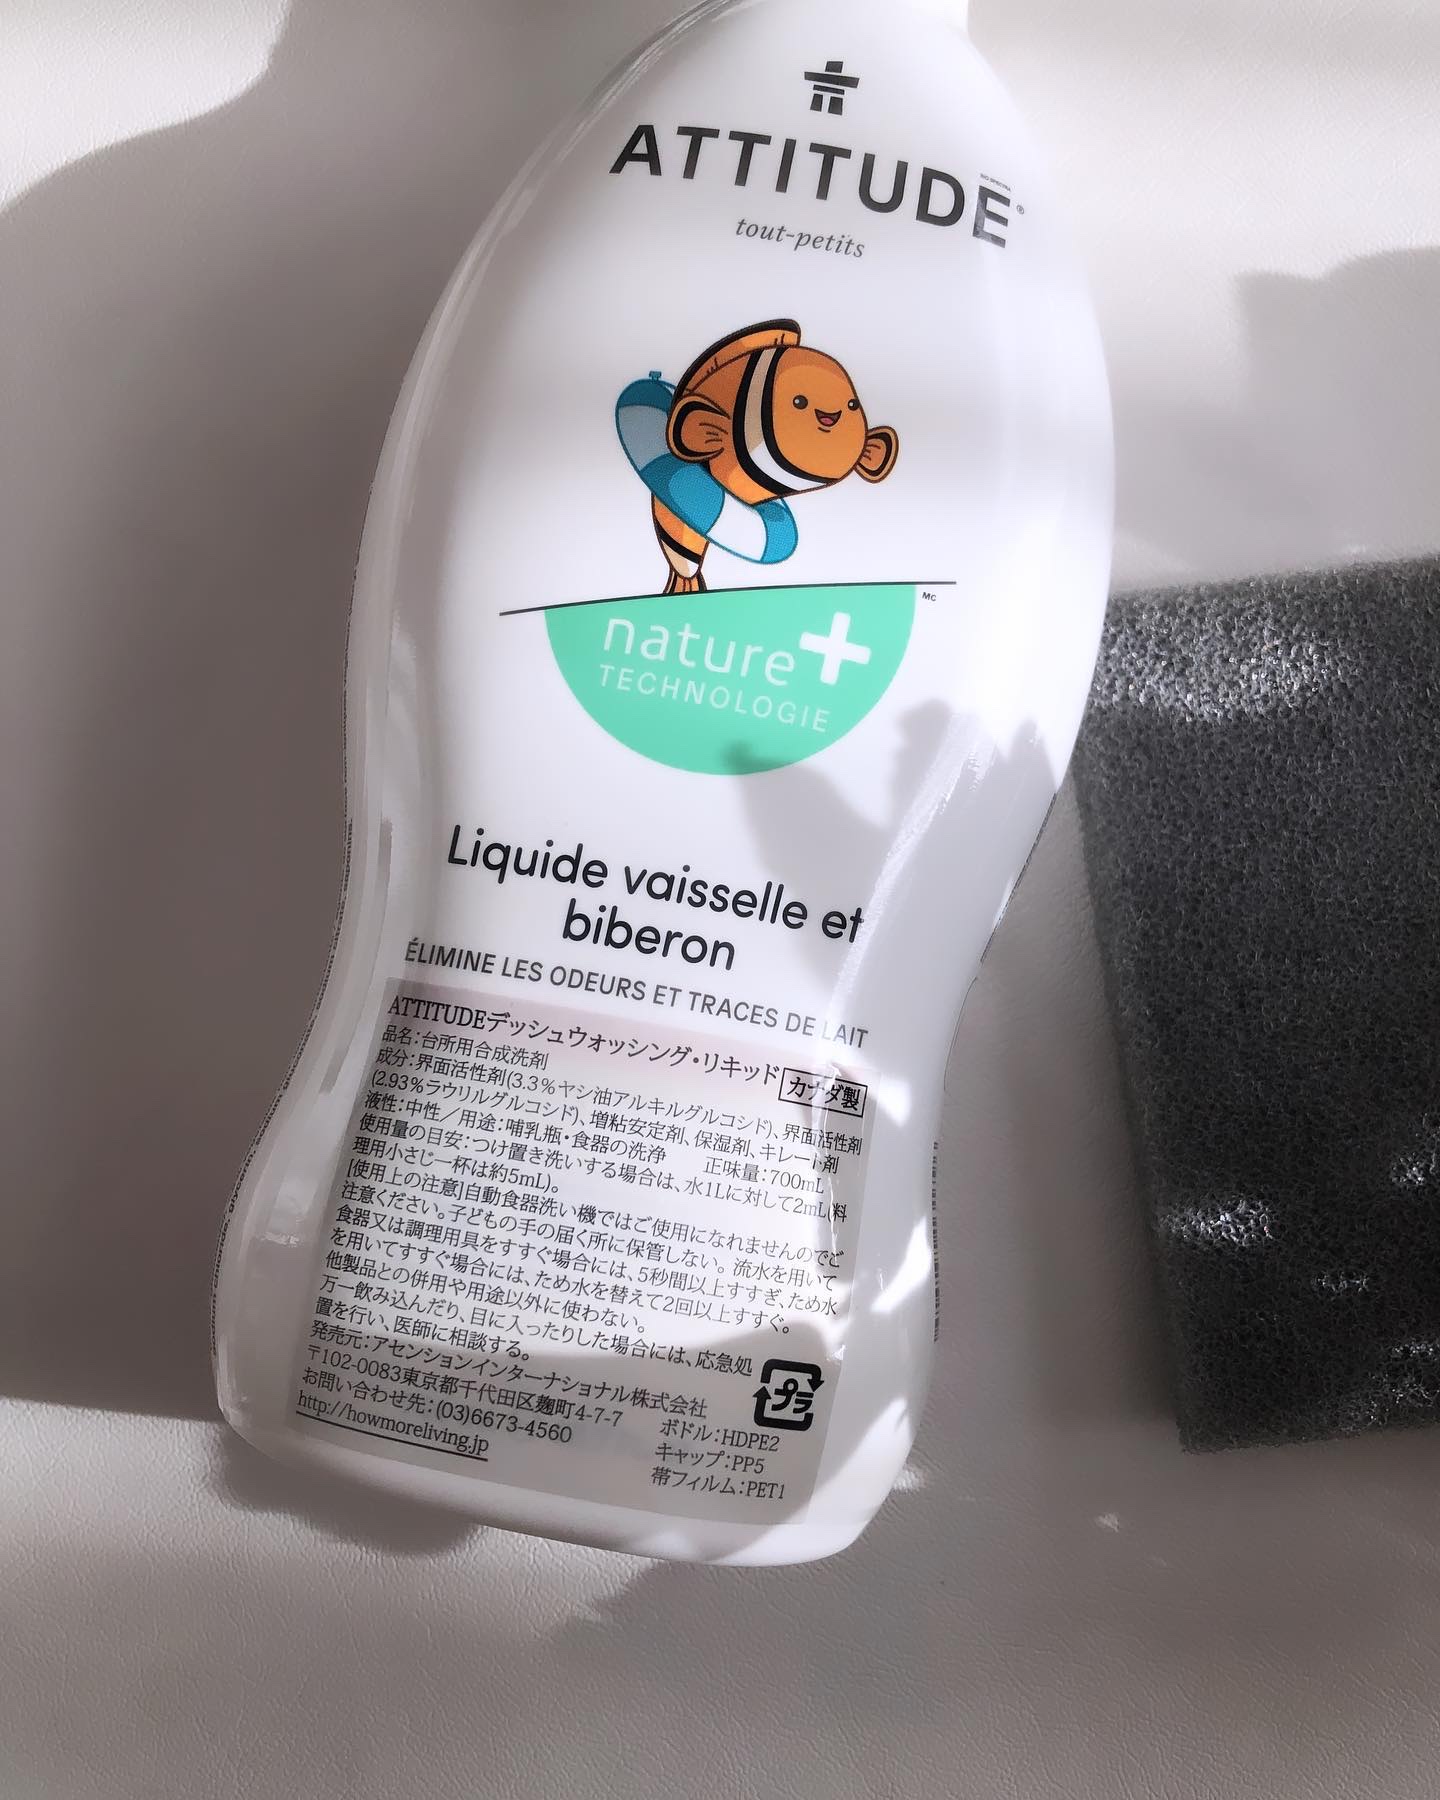 ATTITUDE
tout-petits
nature+
MC
TECHNOLOGIE
Liquide vaisselle et
biberon
ÉLIMINE LES ODEURS ET TRACES DE LAIT
ATTITUDEデッシュウォッシング・リキッド カナダ製
品名：台所用合成洗剤
成分：界面活性剤(3.3％ヤシ油アルキルグルコシド)、界面活性剤
(2.93％ラウリルグルコシド)、増粘安定剤、保湿剤、キレート剤
液性：中性／用途：哺乳瓶・食器の洗浄 正味量：700mL
使用量の目安：つけ置き洗いする場合は、水1Lに対して2mL(料
理用小さじ一杯は約5mL)。
[使用上の注意]自動食器洗い機ではご使用になれませんのでご
注意ください。子どもの手の届く所に保管しない。流水を用いて
食器又は調理用具をすすぐ場合には、5秒間以上すすぎ、ため水
を用いてすすぐ場合には、ため水を替えて2回以上すすぐ。
他製品との併用や用途以外に使わない。
万一飲み込んだり、目に入ったりした場合には、応急処
置を行い、医師に相談する。
発売元：アセンションインターナショナル株式会社
〒102-0083東京都千代田区麹町4-7-7
お問い合わせ先：(03)6673-4560
http://howmoreliving.jp
プラ
ボドル：HDPE2
キャップ：PP5
帯フィルム：PET1